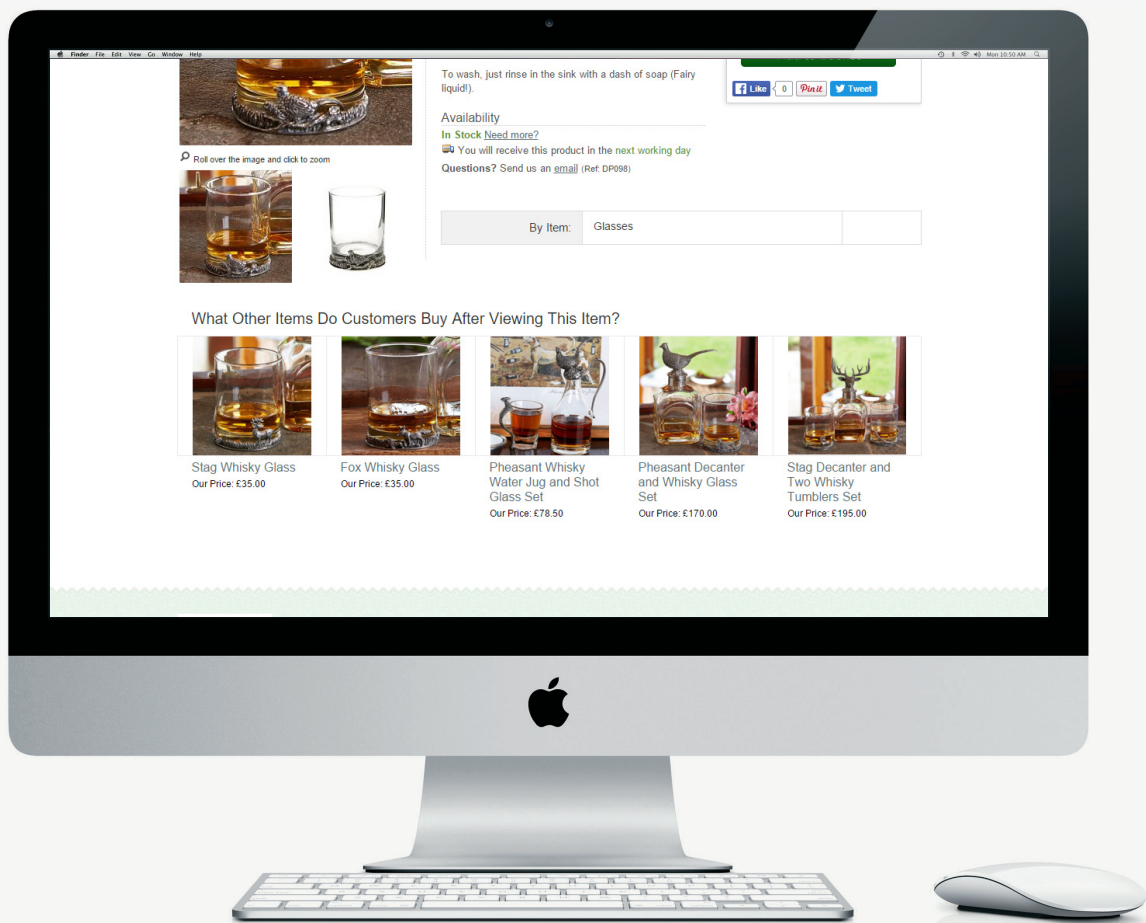 Finder File Edit View Go Window Help
Mon 10:50 AM
To wash, just rinse in the sink with a dash of soap (Fairy
liquid!).
Like 0 Pin it Tweet
Availability
In Stock Need more?
You will receive this product in the next working day
Questions? Send us an email (Ref: DP098)
Roll over the image and click to zoom
By Item: Glasses
What Other Items Do Customers Buy After Viewing This Item?
Stag Whisky Glass
Our Price: £35.00
Fox Whisky Glass
Our Price: £35.00
Pheasant Whisky
Water Jug and Shot
Glass Set
Our Price: £78.50
Pheasant Decanter
and Whisky Glass
Set
Our Price: £170.00
Stag Decanter and
Two Whisky
Tumblers Set
Our Price: £195.00